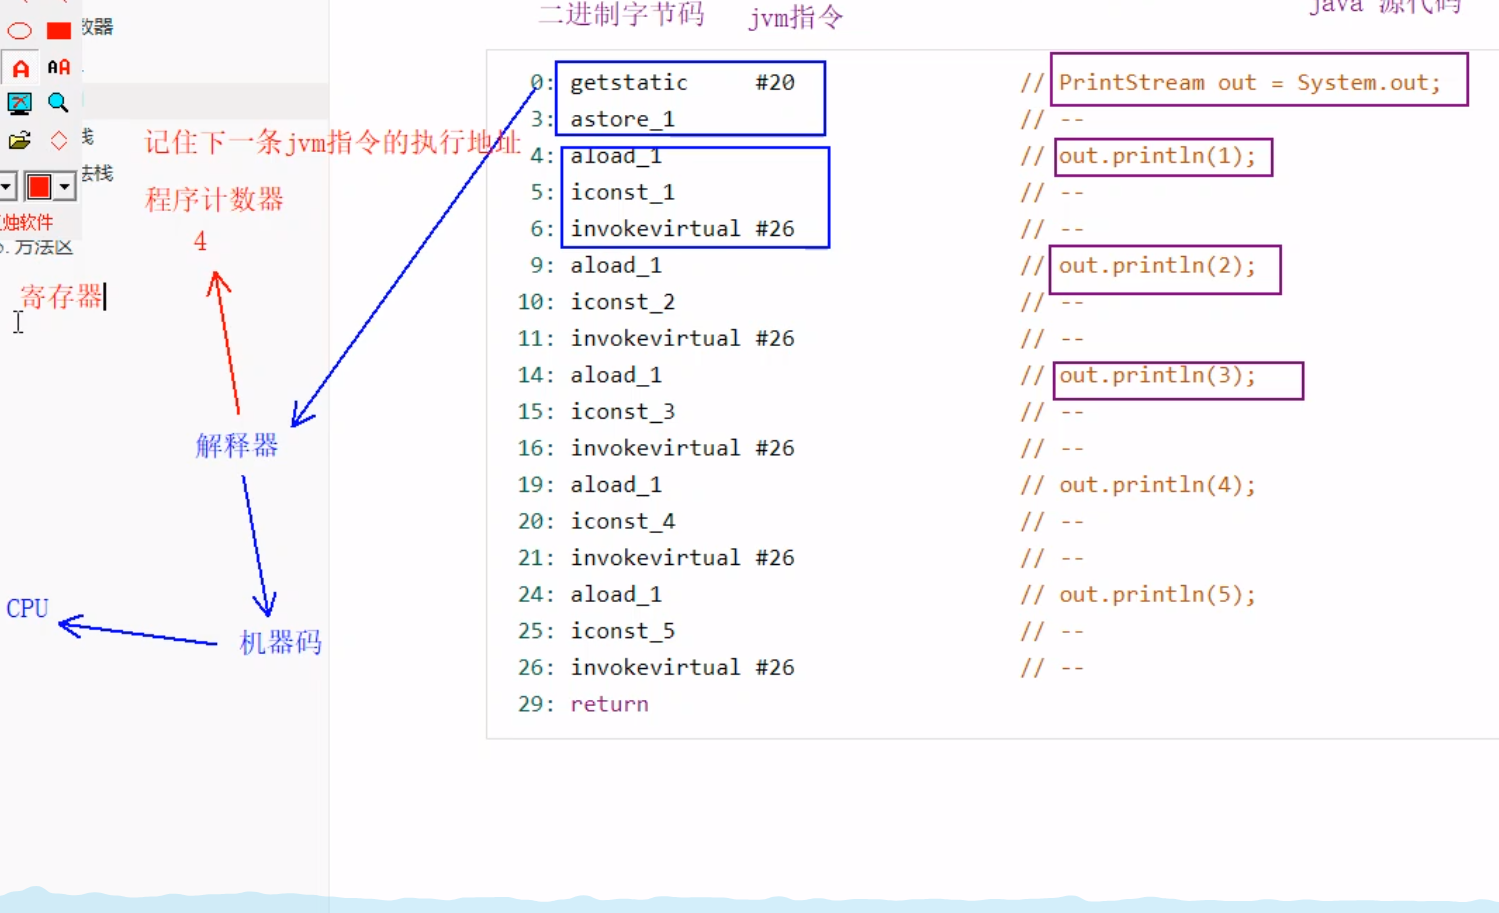 二进制字节码 jvm指令 java 源代码
数器
0: getstatic #20 // PrintStream out = System.out;
3: astore_1 // --
4: aload_1 // out.println(1);
5: iconst_1 // --
6: invokevirtual #26 // --
9: aload_1 // out.println(2);
10: iconst_2 // --
11: invokevirtual #26 // --
14: aload_1 // out.println(3);
15: iconst_3 // --
16: invokevirtual #26 // --
19: aload_1 // out.println(4);
20: iconst_4 // --
21: invokevirtual #26 // --
24: aload_1 // out.println(5);
25: iconst_5 // --
26: invokevirtual #26 // --
29: return
A AA
栈
法栈
烛软件
方法区
记住下一条jvm指令的执行地址
程序计数器
4
寄存器
解释器
CPU
机器码